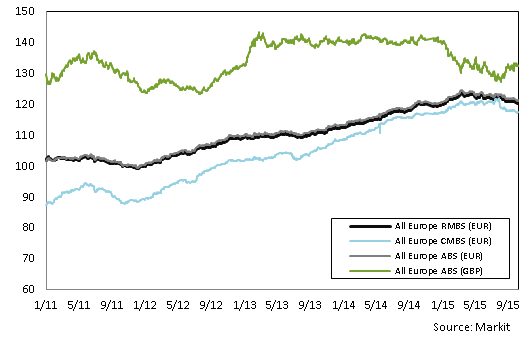 150
140
130
120
110
100
90
80
70
60
All Europe RMBS (EUR)
All Europe CMBS (EUR)
All Europe ABS (EUR)
All Europe ABS (GBP)
1/11 5/11 9/11 1/12 5/12 9/12 1/13 5/13 9/13 1/14 5/14 9/14 1/15 5/15 9/15
Source: Markit